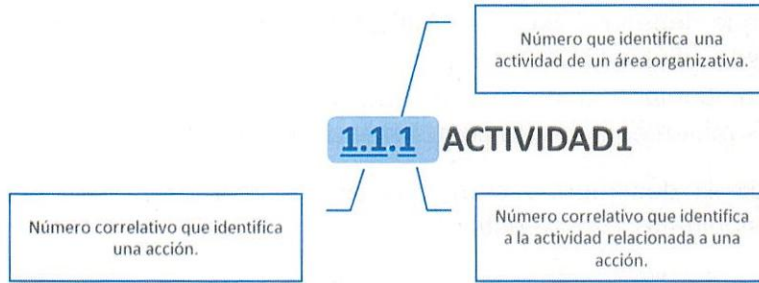 Número que identifica una
actividad de un área organizativa.
1.1.1 ACTIVIDAD1
Número correlativo que identifica
una acción.
Número correlativo que identifica
a la actividad relacionada a una
acción.